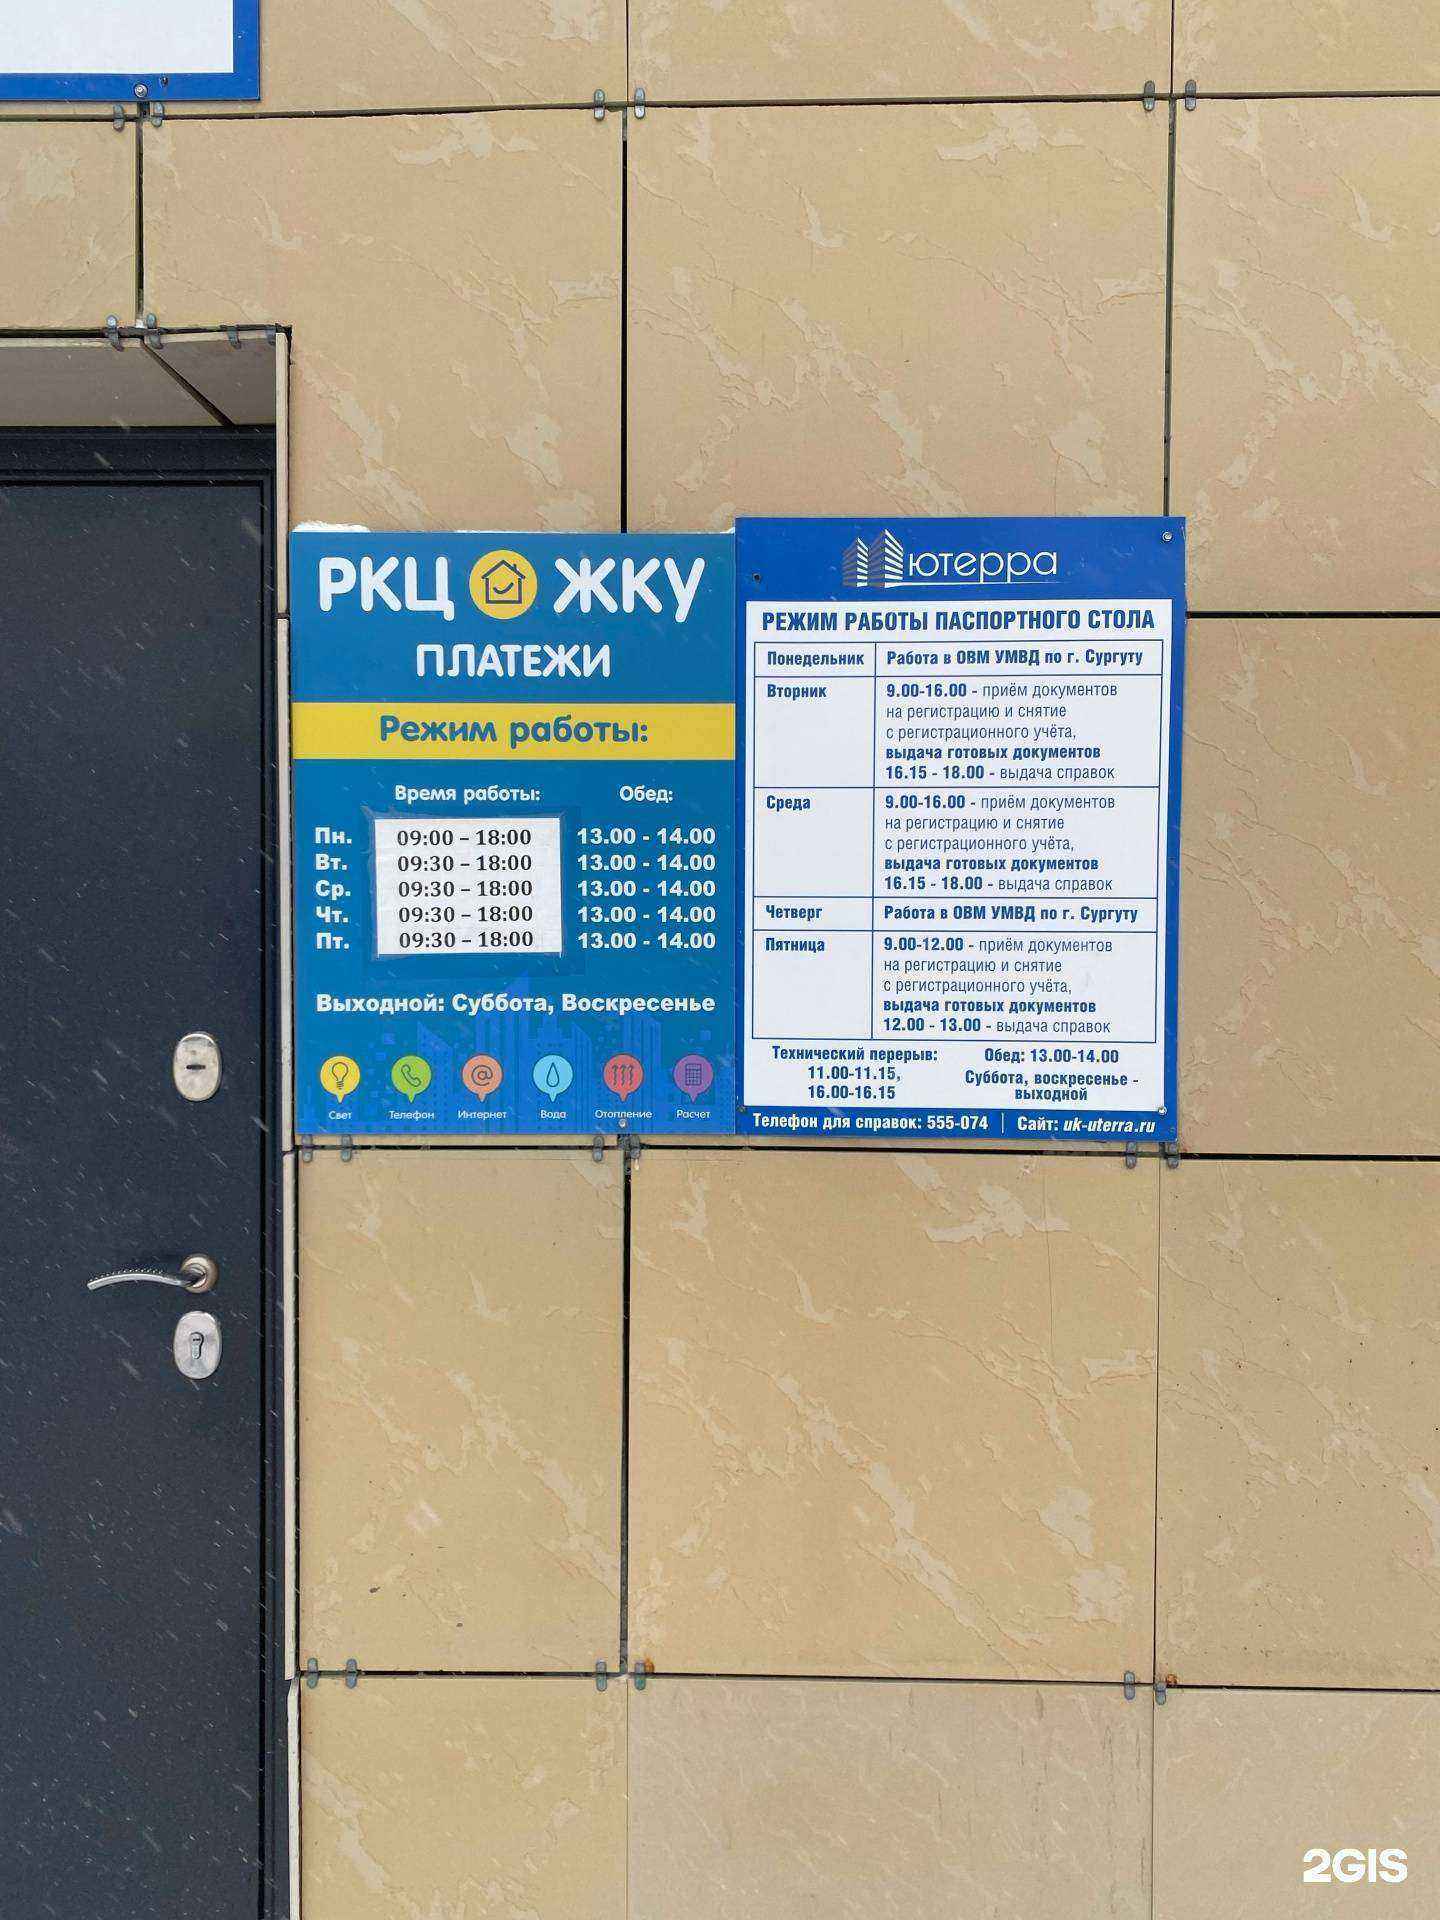 РКЦ ЖКУ
ПЛАТЕЖИ
Режим работы:
Время работы: Обед:
Пн. 09:00 – 18:00 13.00 - 14.00
Вт. 09:30 – 18:00 13.00 - 14.00
Ср. 09:30 – 18:00 13.00 - 14.00
Чт. 09:30 – 18:00 13.00 - 14.00
Пт. 09:30 – 18:00 13.00 - 14.00
Выходной: Суббота, Воскресенье
Свет Телефон Интернет Вода Отопление Расчет
ютерра
РЕЖИМ РАБОТЫ ПАСПОРТНОГО СТОЛА
Понедельник Работа в ОВМ УМВД по г. Сургуту
Вторник 9.00-16.00 - приём документов
на регистрацию и снятие
с регистрационного учёта,
выдача готовых документов
16.15 - 18.00 - выдача справок
Среда 9.00-16.00 - приём документов
на регистрацию и снятие
с регистрационного учёта,
выдача готовых документов
16.15 - 18.00 - выдача справок
Четверг Работа в ОВМ УМВД по г. Сургуту
Пятница 9.00-12.00 - приём документов
на регистрацию и снятие
с регистрационного учёта,
выдача готовых документов
12.00 - 13.00 - выдача справок
Технический перерыв:
11.00-11.15,
16.00-16.15
Обед: 13.00-14.00
Суббота, воскресенье -
выходной
Телефон для справок: 555-074 | Сайт: uk-uterra.ru
2GIS